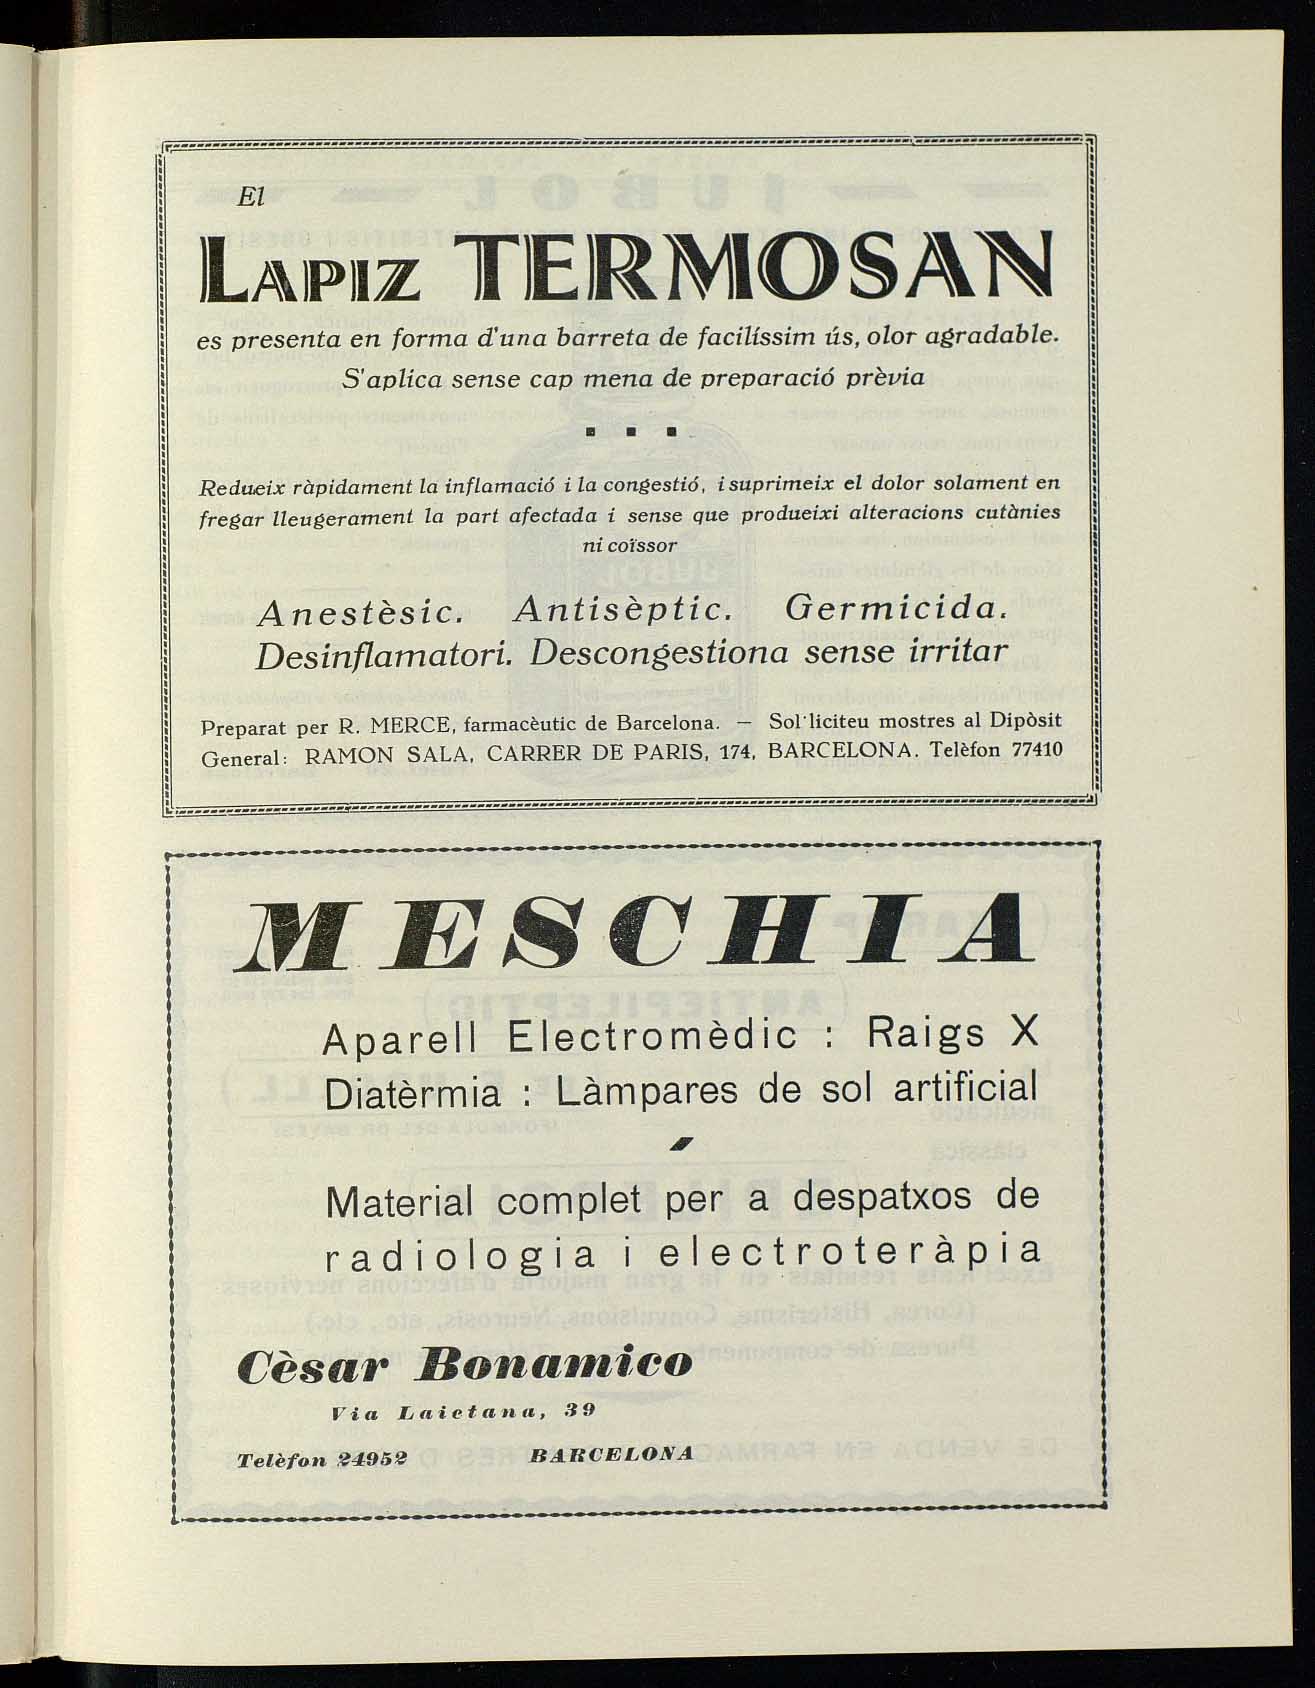 El
LAPIZ TERMOSAN
es presenta en forma d'una barreta de facilíssim ús, olor agradable.
S'aplica sense cap mena de preparació prèvia
Redueix ràpidament la inflamació i la congestió, i suprimeix el dolor solament en
fregar lleugerament la part afectada i sense que produeixi alteracions cutànies
ni coïssor
Anestèsic. Antisèptic. Germicida.
Desinflamatori. Descongestiona sense irritar
Preparat per R. MERCE, farmacèutic de Barcelona. — Sol·liciteu mostres al Dipòsit
General: RAMON SALA, CARRER DE PARIS, 174, BARCELONA. Telèfon 77410
MESCHIA
Aparell Electromèdic : Raigs X
Diatèrmia : Làmpares de sol artificial
Material complet per a despatxos de
radiologia i electroteràpia
Cèsar Bonamico
Via Laietana, 39
Telèfon 24952 BARCELONA